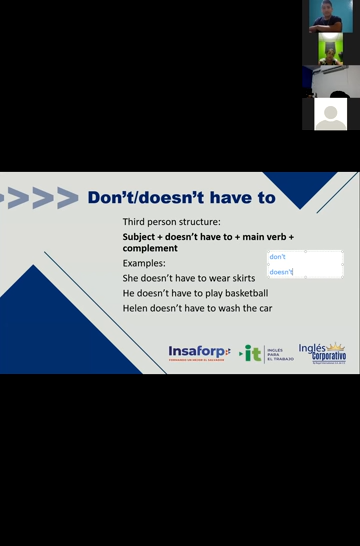 Don't/doesn't have to
Third person structure:
Subject + doesn't have to + main verb +
complement
Examples:
don't
doesn't
She doesn't have to wear skirts
He doesn't have to play basketball
Helen doesn't have to wash the car
Insaforp
it
INGLÉS
PARA
EL TRABAJO
Inglés
Corporativo